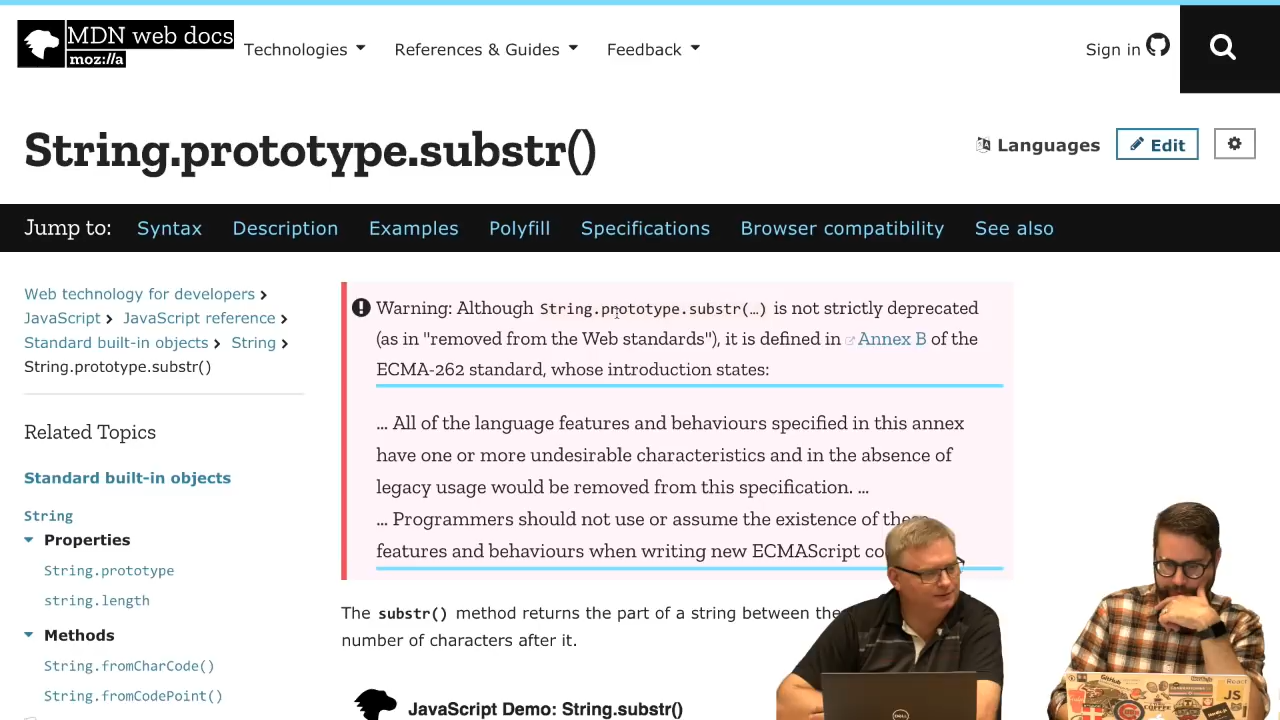 MDN web docs
moz://a
Technologies
References & Guides
Feedback
Sign in
String.prototype.substr()
Languages
Edit
Jump to:
Syntax
Description
Examples
Polyfill
Specifications
Browser compatibility
See also
Web technology for developers
JavaScript
JavaScript reference
Standard built-in objects
String
String.prototype.substr()
Related Topics
Standard built-in objects
String
Properties
String.prototype
string.length
Methods
String.fromCharCode()
String.fromCodePoint()
Warning: Although String.prototype.substr(…) is not strictly deprecated
(as in "removed from the Web standards"), it is defined in Annex B of the
ECMA-262 standard, whose introduction states:
… All of the language features and behaviours specified in this annex
have one or more undesirable characteristics and in the absence of
legacy usage would be removed from this specification. …
… Programmers should not use or assume the existence of these
features and behaviours when writing new ECMAScript co
The substr() method returns the part of a string between the
number of characters after it.
JavaScript Demo: String.substr()
DELL
GitHub
COFFEE
React
JS